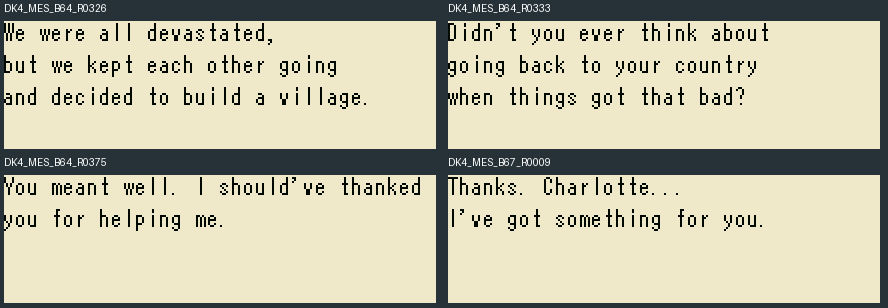 DK4_MES_B64_R0326
We were all devastated,
but we kept each other going
and decided to build a village.
DK4_MES_B64_R0333
Didn't you ever think about
going back to your country
when things got that bad?
DK4_MES_B64_R0375
You meant well. I should've thanked
you for helping me.
DK4_MES_B67_R0009
Thanks. Charlotte...
I've got something for you.